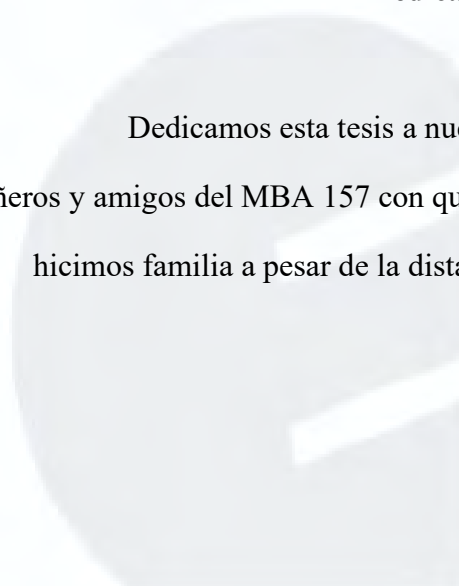 Dedicamos esta tesis a nue
ñeros y amigos del MBA 157 con qu
hicimos familia a pesar de la dista